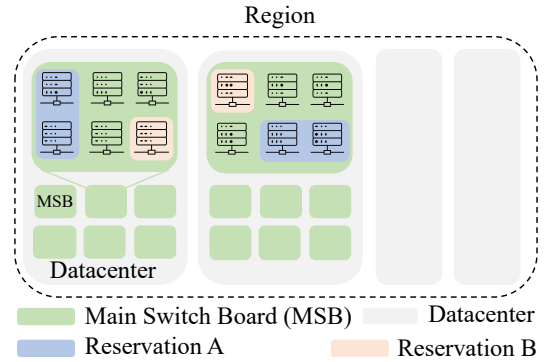 Region
MSB
Datacenter
Main Switch Board (MSB)
Datacenter
Reservation A
Reservation B